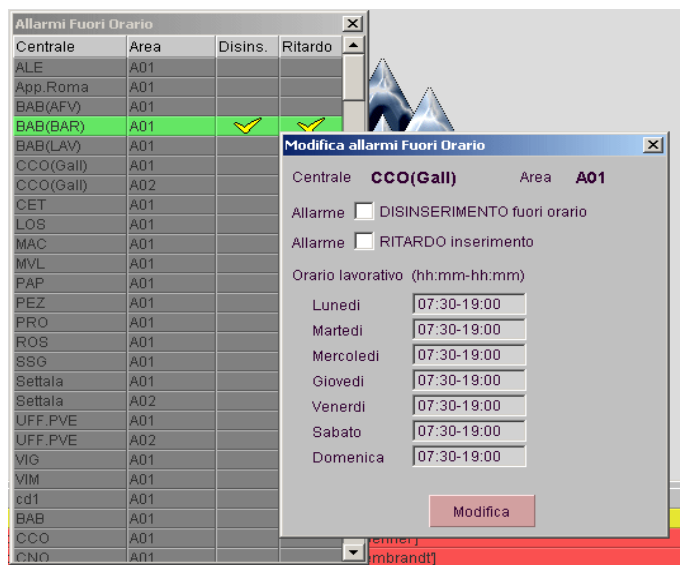 Allarmi Fuori Orario
Centrale Area Disins. Ritardo
ALE A01
App.Roma A01
BAB(AFV) A01
BAB(BAR) A01
BAB(LAV) A01
CCO(Gall) A01
CCO(Gall) A02
CET A01
LOS A01
MAC A01
MVL A01
PAP A01
PEZ A01
PRO A01
ROS A01
SSG A01
Settala A01
Settala A02
UFF.PVE A01
UFF.PVE A02
VIG A01
VIM A01
cd1 A01
BAB A01
CCO A01
CNO A01
Modifica allarmi Fuori Orario
Centrale CCO(Gall) Area A01
Allarme DISINSERIMENTO fuori orario
Allarme RITARDO inserimento
Orario lavorativo (hh:mm-hh:mm)
Lunedi 07:30-19:00
Martedi 07:30-19:00
Mercoledi 07:30-19:00
Giovedi 07:30-19:00
Venerdi 07:30-19:00
Sabato 07:30-19:00
Domenica 07:30-19:00
Modifica
embrandt']